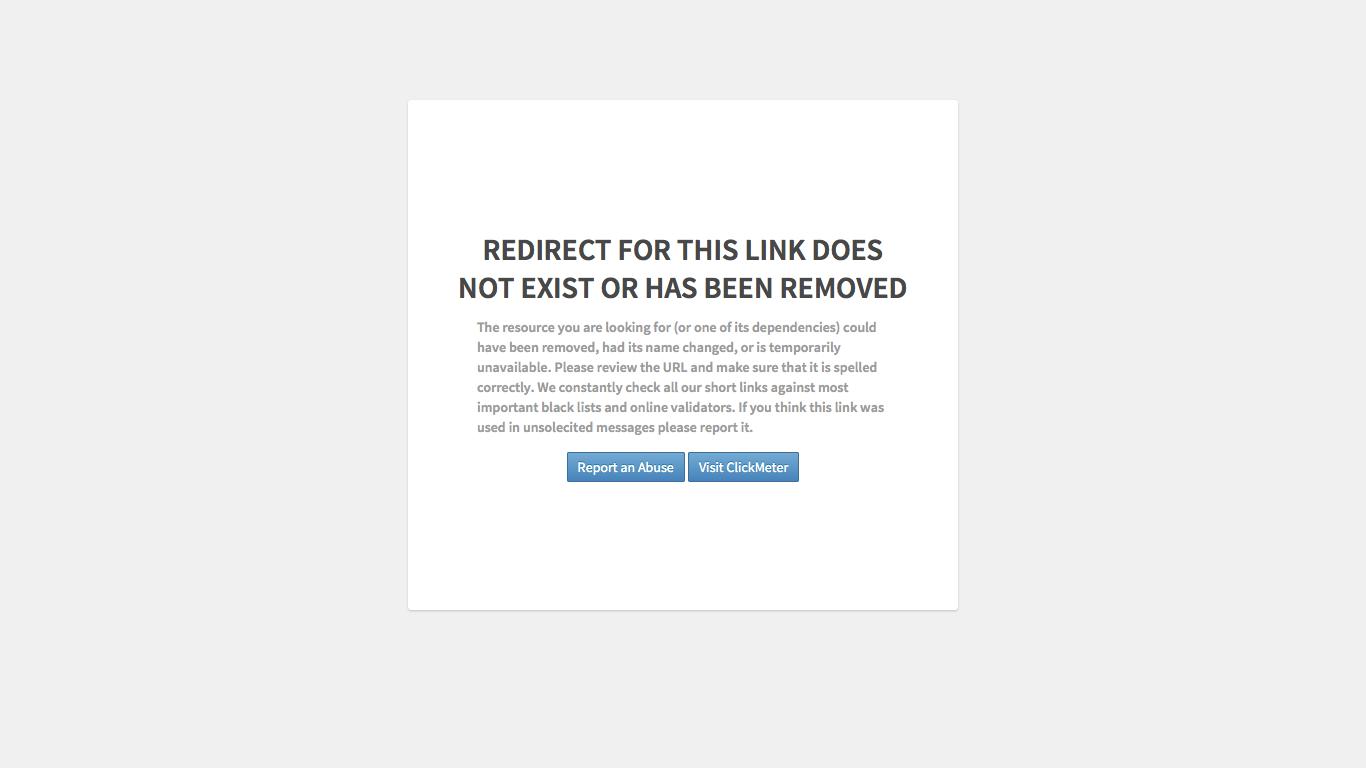 REDIRECT FOR THIS LINK DOES
NOT EXIST OR HAS BEEN REMOVED
The resource you are looking for (or one of its dependencies) could
have been removed, had its name changed, or is temporarily
unavailable. Please review the URL and make sure that it is spelled
correctly. We constantly check all our short links against most
important black lists and online validators. If you think this link was
used in unsolecited messages please report it.
Report an Abuse Visit ClickMeter